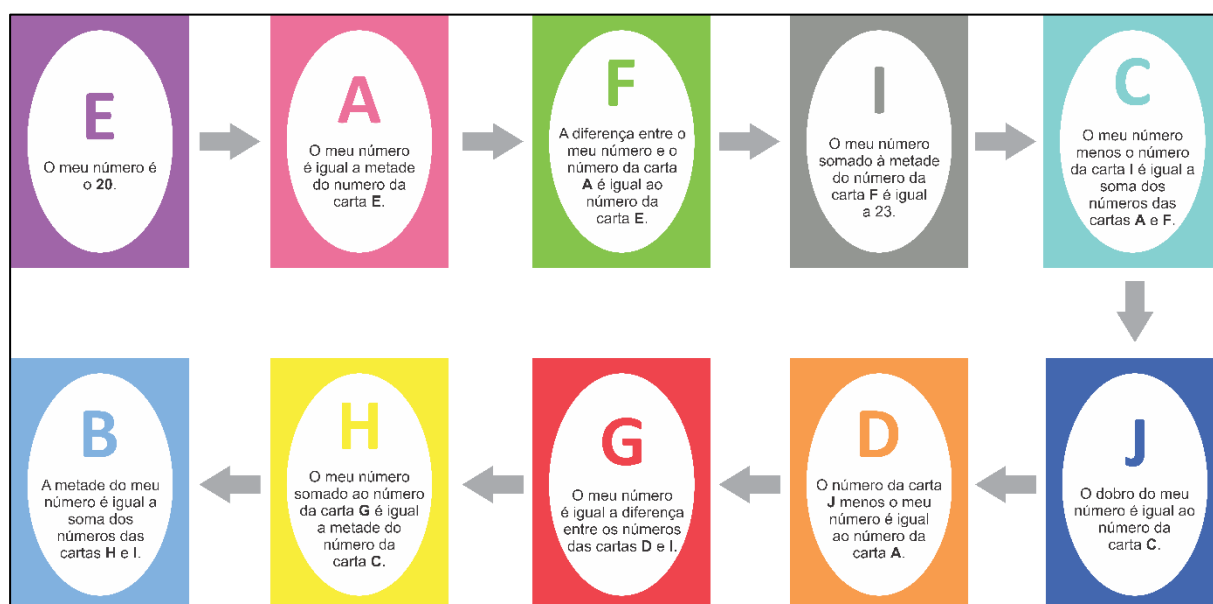 E
O meu número é
o 20.
A
O meu número
é igual a metade
do numero da
carta E.
F
A diferença entre o
meu número e o
número da carta
A é igual ao
número da
carta E.
I
O meu número
somado à metade
do número da
carta F é igual
a 23.
C
O meu número
menos o número
da carta I é igual a
soma dos
números das
cartas A e F.
J
O dobro do meu
número é igual ao
número da
carta C.
D
O número da carta
J menos o meu
número é igual
ao número da
carta A.
G
O meu número
é igual a diferença
entre os números
das cartas D e I.
H
O meu número
somado ao número
da carta G é igual
a metade do
número da
carta C.
B
A metade do meu
número é igual a
soma dos
números das
cartas H e I.